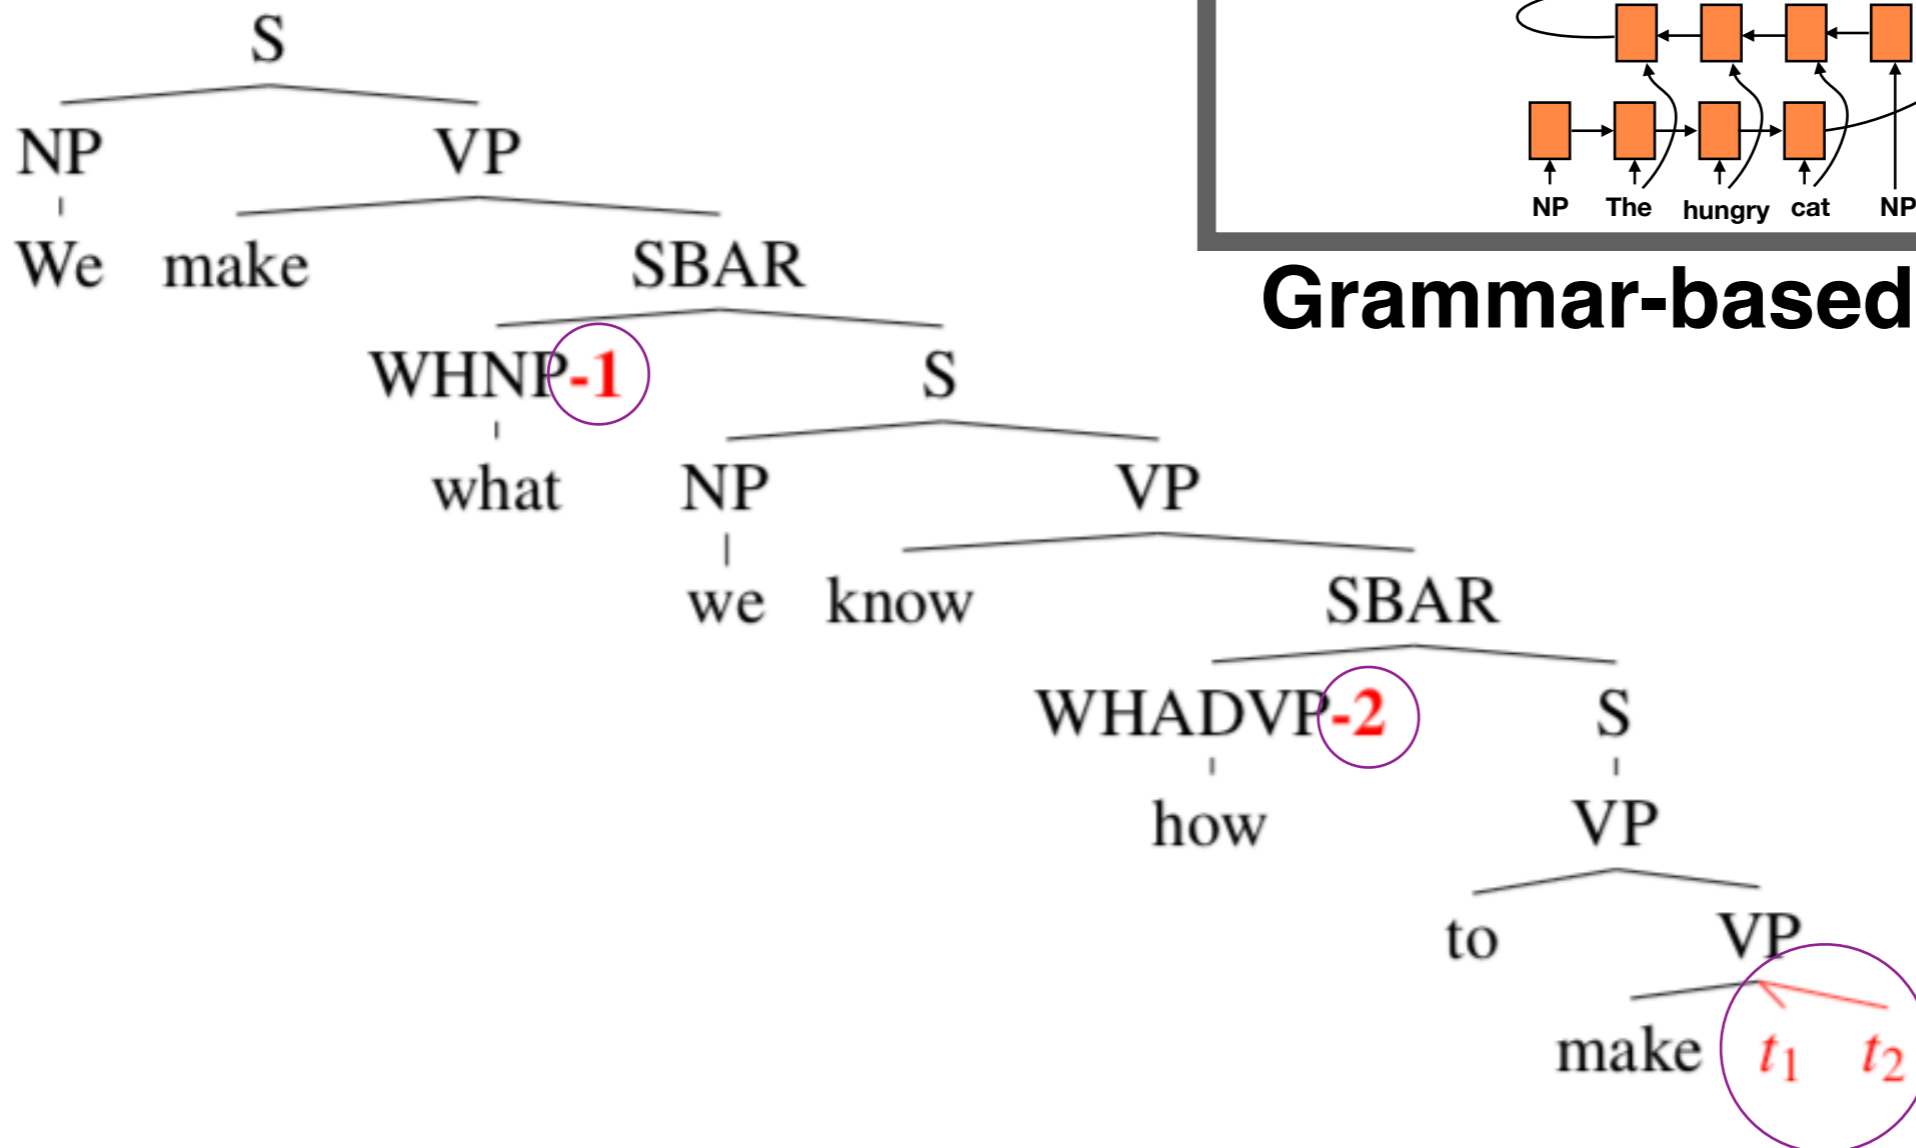 S
NP VP
We make SBAR
WHNP-1 S
what NP VP
we know SBAR
WHADVP-2 S
how VP
to VP
make t1 t2
NP The hungry cat NP
Grammar-based